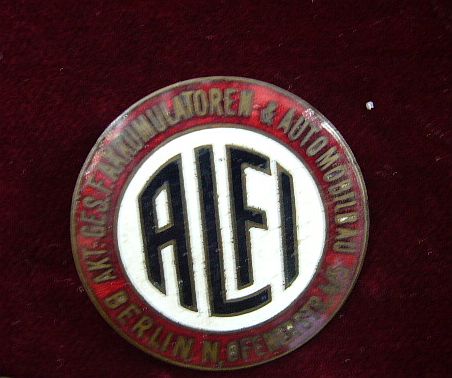 AKT. GES. F. AKKUMULATOREN & AUTOMOBILBAU
ALFI
BERLIN. N.